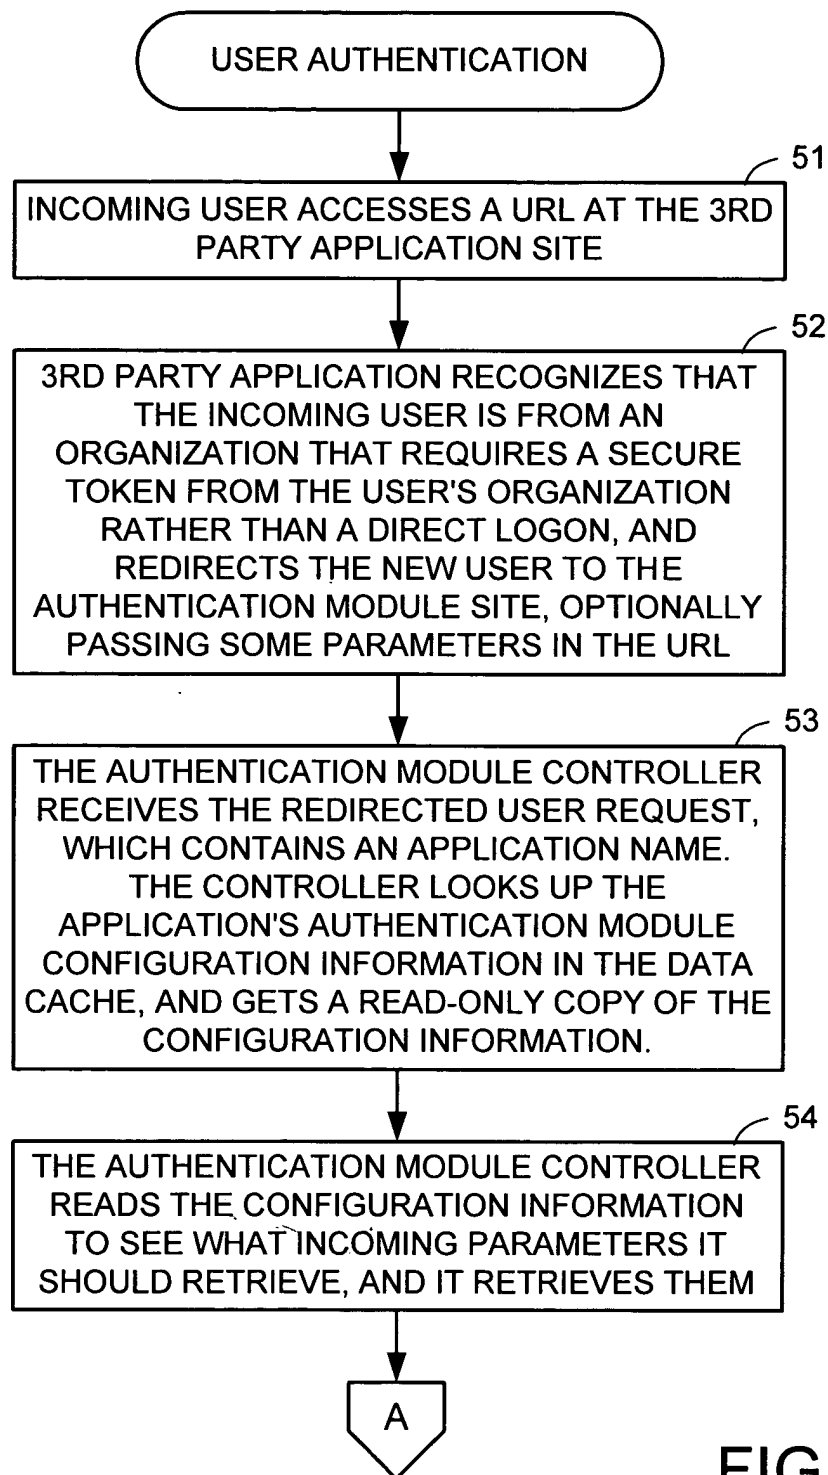 USER AUTHENTICATION
51
INCOMING USER ACCESSES A URL AT THE 3RD
PARTY APPLICATION SITE
52
3RD PARTY APPLICATION RECOGNIZES THAT
THE INCOMING USER IS FROM AN
ORGANIZATION THAT REQUIRES A SECURE
TOKEN FROM THE USER'S ORGANIZATION
RATHER THAN A DIRECT LOGON, AND
REDIRECTS THE NEW USER TO THE
AUTHENTICATION MODULE SITE, OPTIONALLY
PASSING SOME PARAMETERS IN THE URL
53
THE AUTHENTICATION MODULE CONTROLLER
RECEIVES THE REDIRECTED USER REQUEST,
WHICH CONTAINS AN APPLICATION NAME.
THE CONTROLLER LOOKS UP THE
APPLICATION'S AUTHENTICATION MODULE
CONFIGURATION INFORMATION IN THE DATA
CACHE, AND GETS A READ-ONLY COPY OF THE
CONFIGURATION INFORMATION.
54
THE AUTHENTICATION MODULE CONTROLLER
READS THE CONFIGURATION INFORMATION
TO SEE WHAT INCOMING PARAMETERS IT
SHOULD RETRIEVE, AND IT RETRIEVES THEM
A
FIG